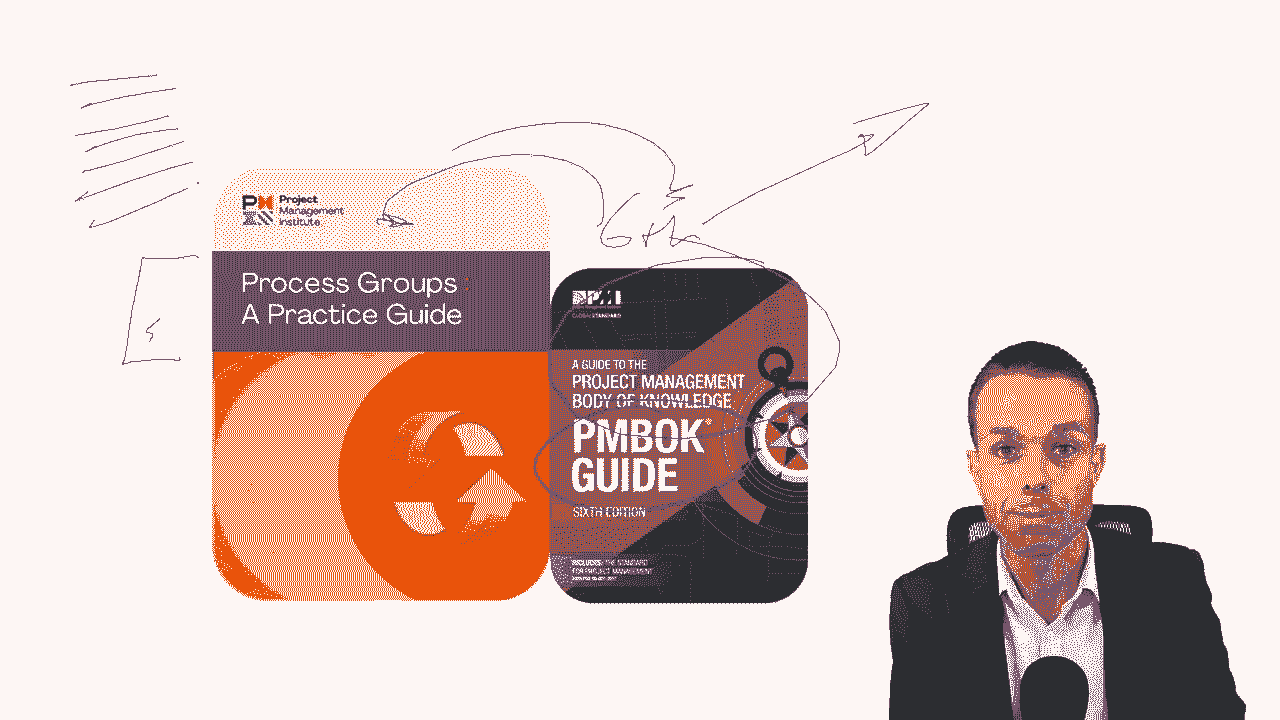 Project
Management
Institute
Process Groups
A Practice Guide
6th
PMI
GLOBAL STANDARD
A GUIDE TO THE
PROJECT MANAGEMENT
BODY OF KNOWLEDGE
PMBOK
GUIDE
SIXTH EDITION
INCLUDES: THE STANDARD
FOR PROJECT MANAGEMENT